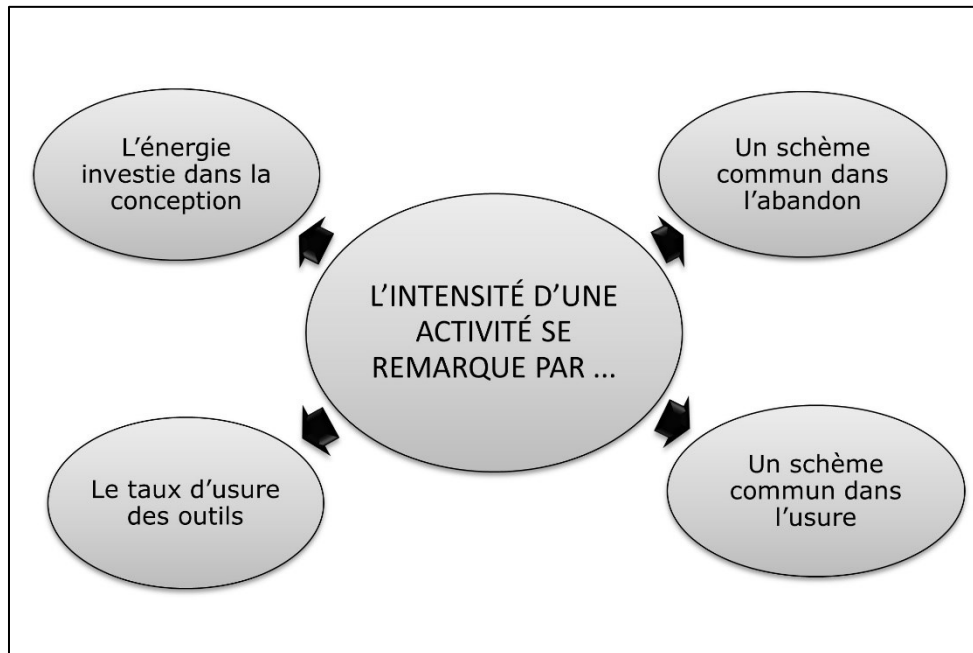 L’énergie
investie dans la
conception
Un schème
commun dans
l’abandon
L’INTENSITÉ D’UNE
ACTIVITÉ SE
REMARQUE PAR ...
Le taux d’usure
des outils
Un schème
commun dans
l’usure